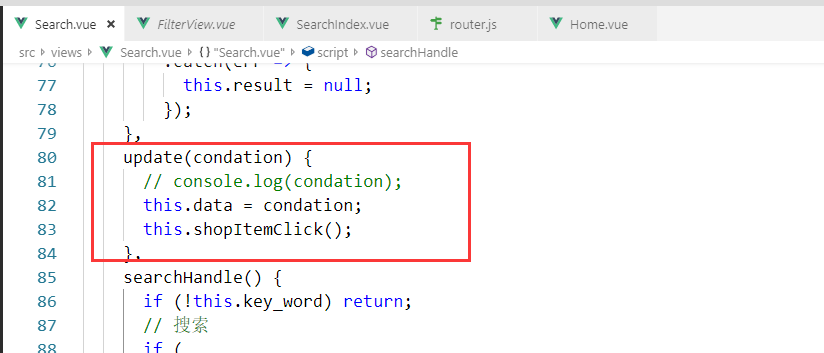 Search.vue × FilterView.vue SearchIndex.vue router.js Home.vue
src > views > Search.vue > {} "Search.vue" > script > searchHandle
76 .catch(err => {
77 this.result = null;
78 });
79 },
80 update(condation) {
81 // console.log(condation);
82 this.data = condation;
83 this.shopItemClick();
84 },
85 searchHandle() {
86 if (!this.key_word) return;
87 // 搜索
88 if (